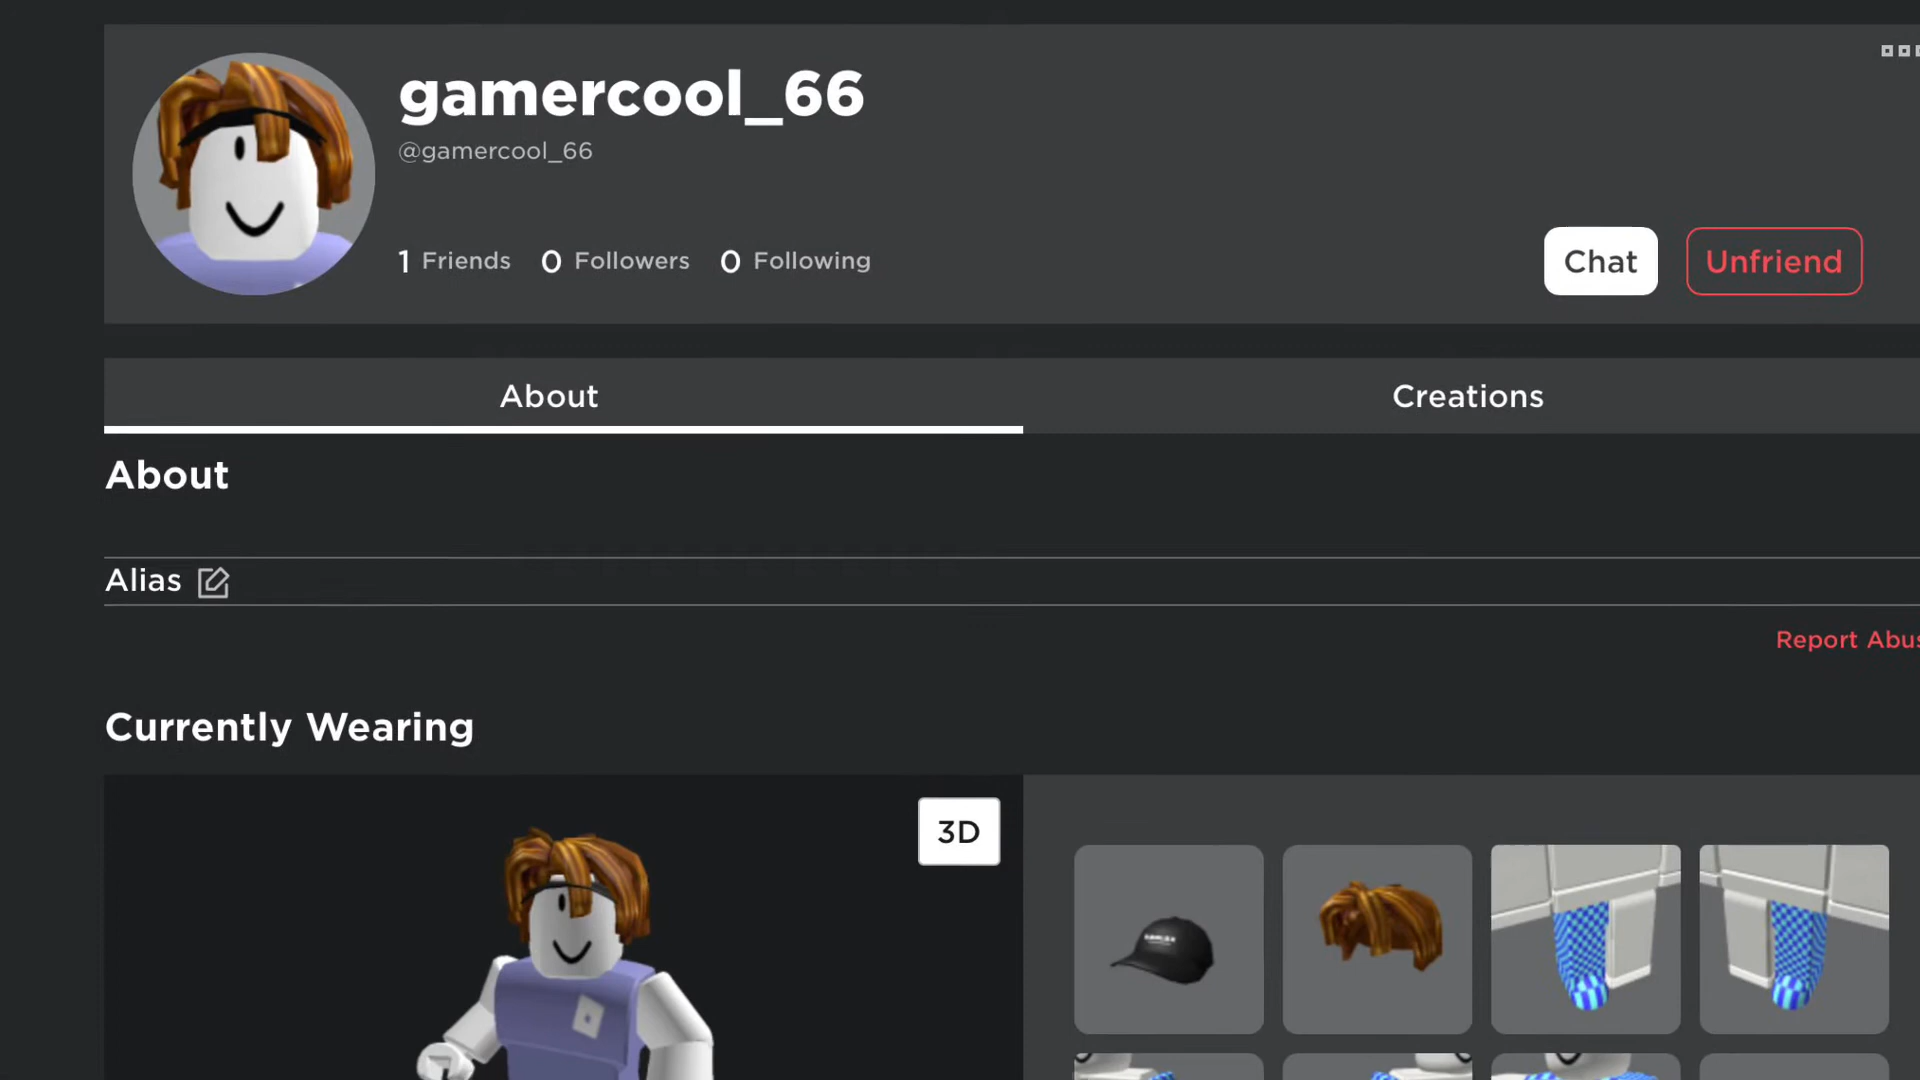 gamercool_66
@gamercool_66
1 Friends 0 Followers 0 Following
Chat Unfriend
About Creations
About
Alias
Report Abus
Currently Wearing
3D